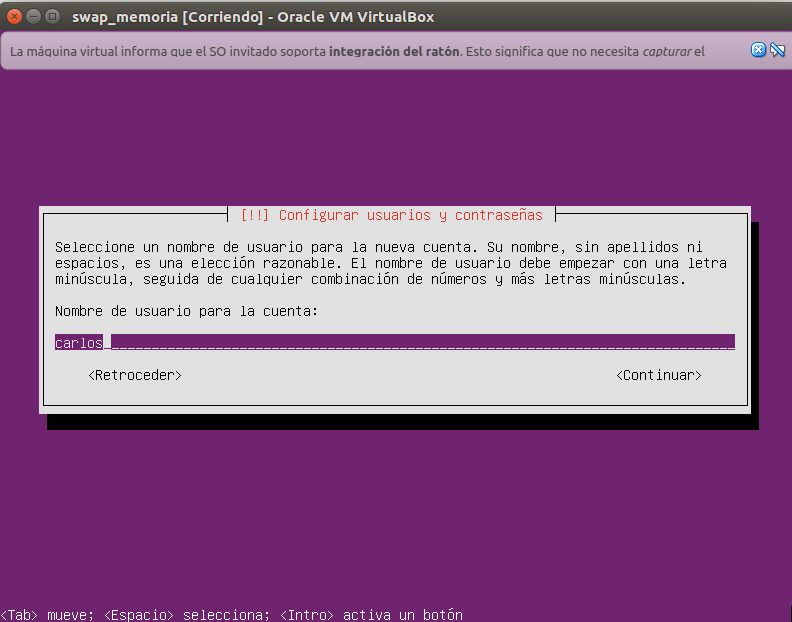 swap_memoria [Corriendo] - Oracle VM VirtualBox
La máquina virtual informa que el SO invitado soporta integración del ratón. Esto significa que no necesita capturar el
[!!] Configurar usuarios y contraseñas
Seleccione un nombre de usuario para la nueva cuenta. Su nombre, sin apellidos ni
espacios, es una elección razonable. El nombre de usuario debe empezar con una letra
minúscula, seguida de cualquier combinación de números y más letras minúsculas.
Nombre de usuario para la cuenta:
carlos
<Retroceder> <Continuar>
<Tab> mueve; <Espacio> selecciona; <Intro> activa un botón